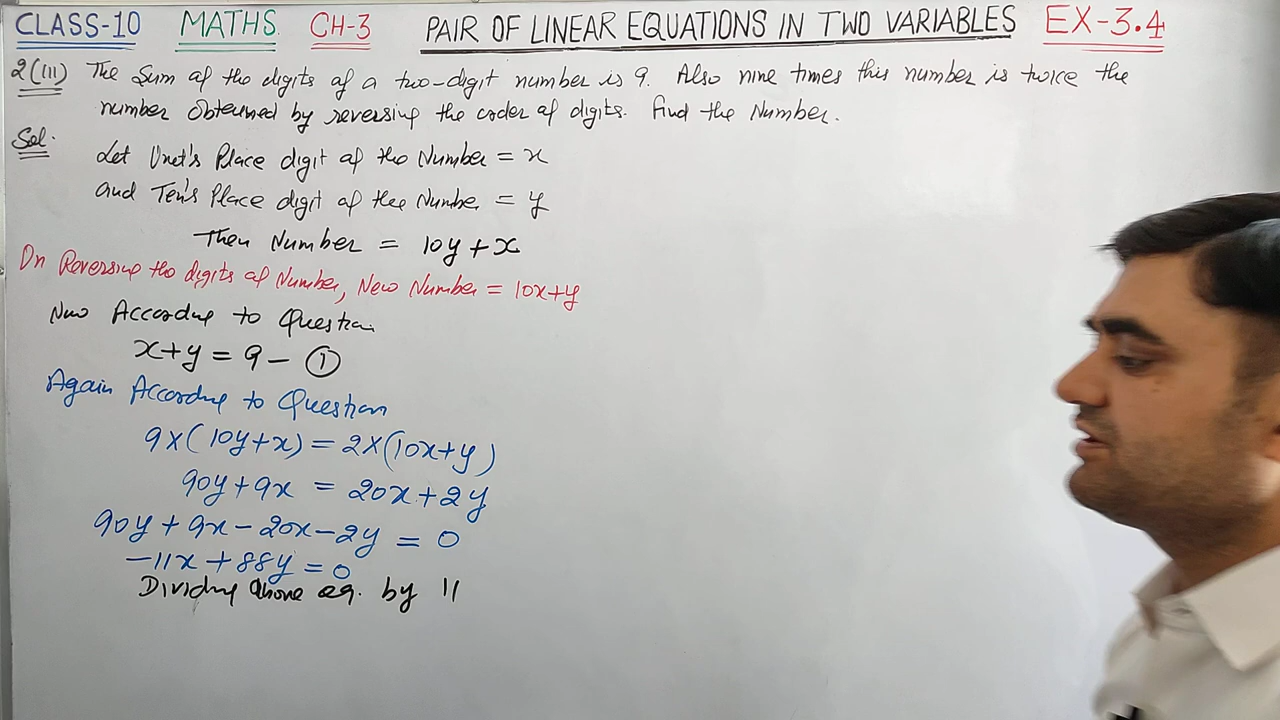 CLASS-10 MATHS CH-3 PAIR OF LINEAR EQUATIONS IN TWO VARIABLES EX-3.4
2(III) The Sum of the digits of a two-digit number is 9. Also nine times this number is twice the
number obtained by reversing the order of digits. Find the Number.
Sol.
Let Unit's Place digit of the Number = x
and Ten's Place digit of the Number = y
Then Number = 10y+x
On Reversing the digits of Number, New Number = 10x+y
Now According to Question
x+y = 9 - ①
Again According to Question
9×(10y+x) = 2×(10x+y)
90y+9x = 20x+2y
90y+9x-20x-2y = 0
-11x+88y=0
Dividing above eq. by 11